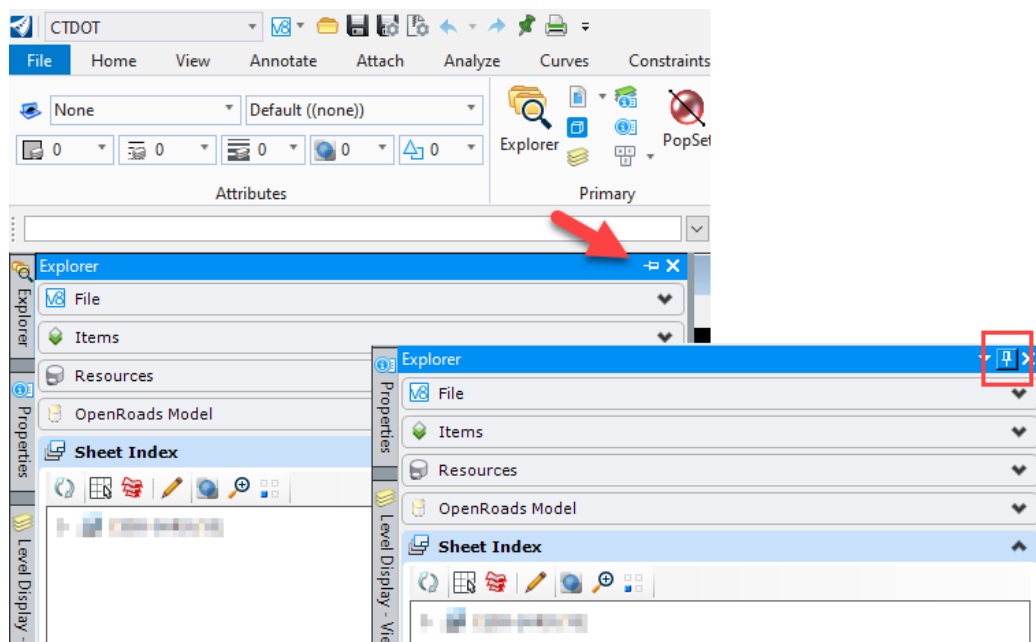 CTDOT
File Home View Annotate Attach Analyze Curves Constraints
None Default ((none))
Explorer
0 0 0 0 0
Attributes
Primary
Explorer
File
Items
Resources
OpenRoads Model
Sheet Index
Explorer
Properties
Level Display -
Explorer
File
Items
Resources
OpenRoads Model
Sheet Index
Properties
Level Display -